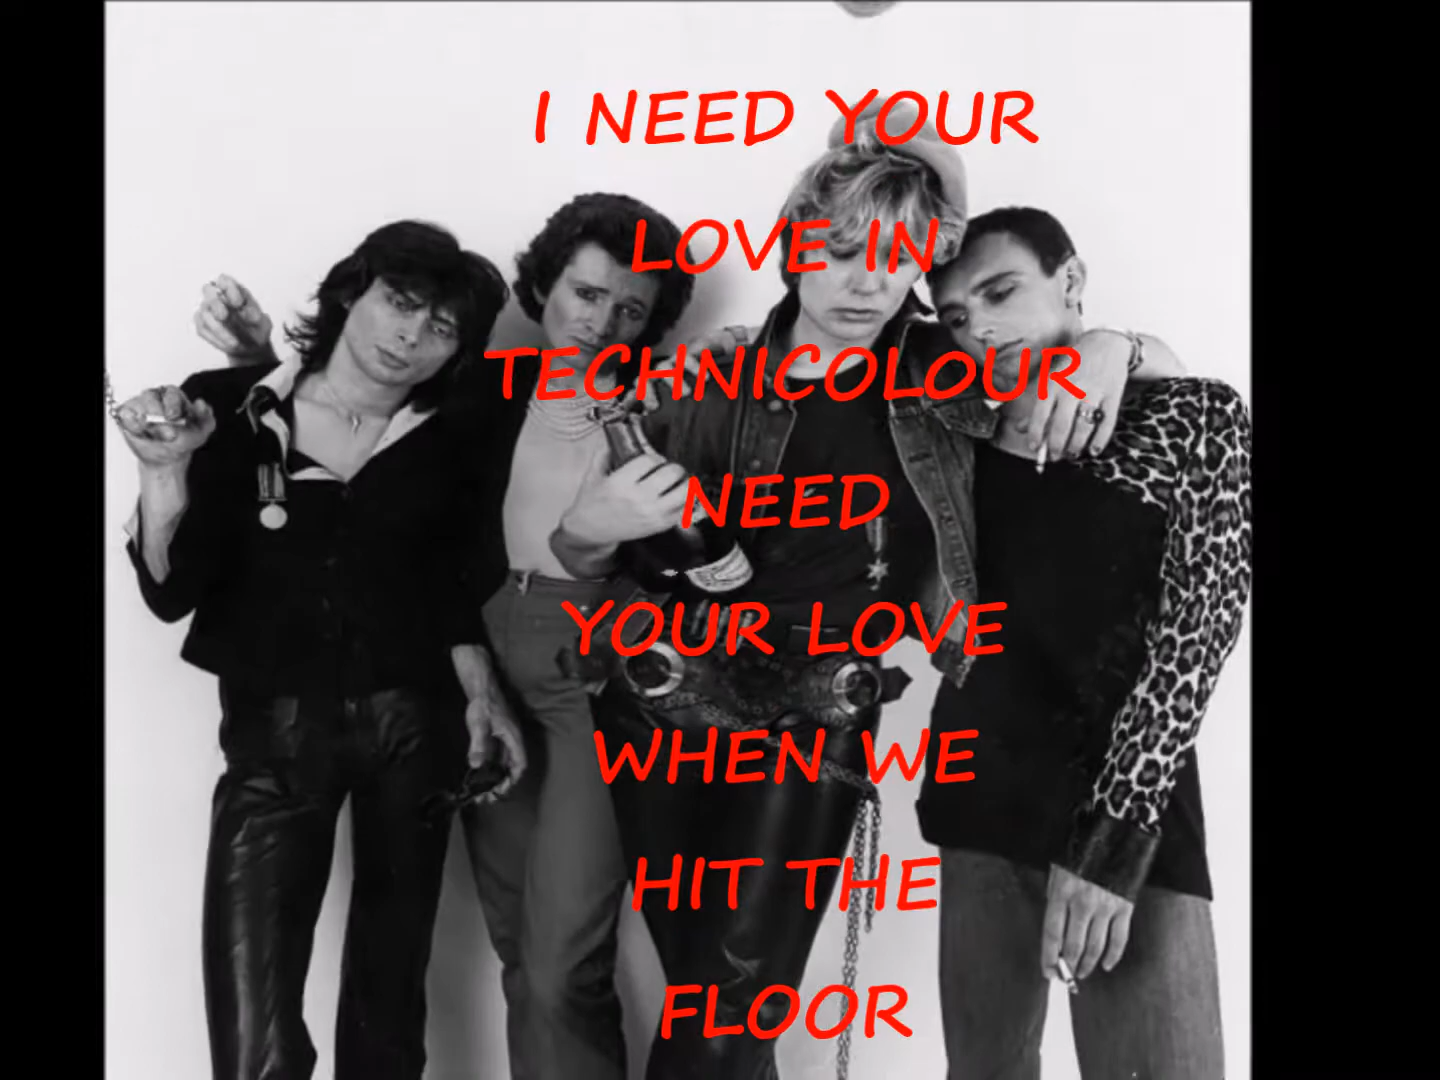 I NEED YOUR
LOVE IN
TECHNICOLOUR
NEED
YOUR LOVE
WHEN WE
HIT THE
FLOOR